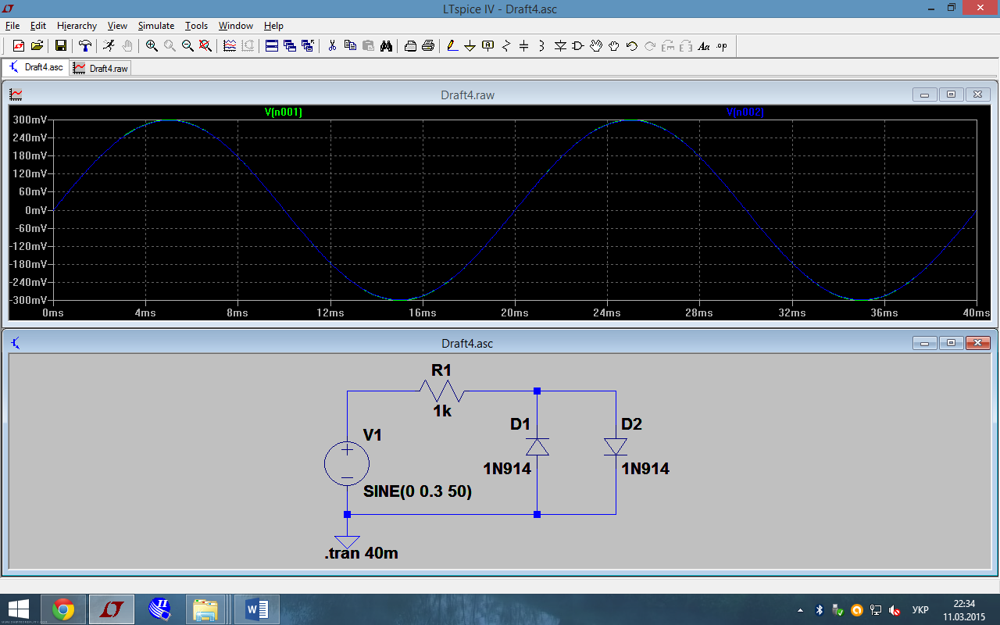 LTspice IV - Draft4.asc
File Edit Hierarchy View Simulate Tools Window Help
Aa .op
Draft4.asc Draft4.raw
Draft4.raw
V(n001) V(n002)
300mV
240mV
180mV
120mV
60mV
0mV
-60mV
-120mV
-180mV
-240mV
-300mV
0ms 4ms 8ms 12ms 16ms 20ms 24ms 28ms 32ms 36ms 40ms
Draft4.asc
R1
1k
D1 D2
V1
1N914 1N914
SINE(0 0.3 50)
.tran 40m
УКР
22:34
11.03.2015